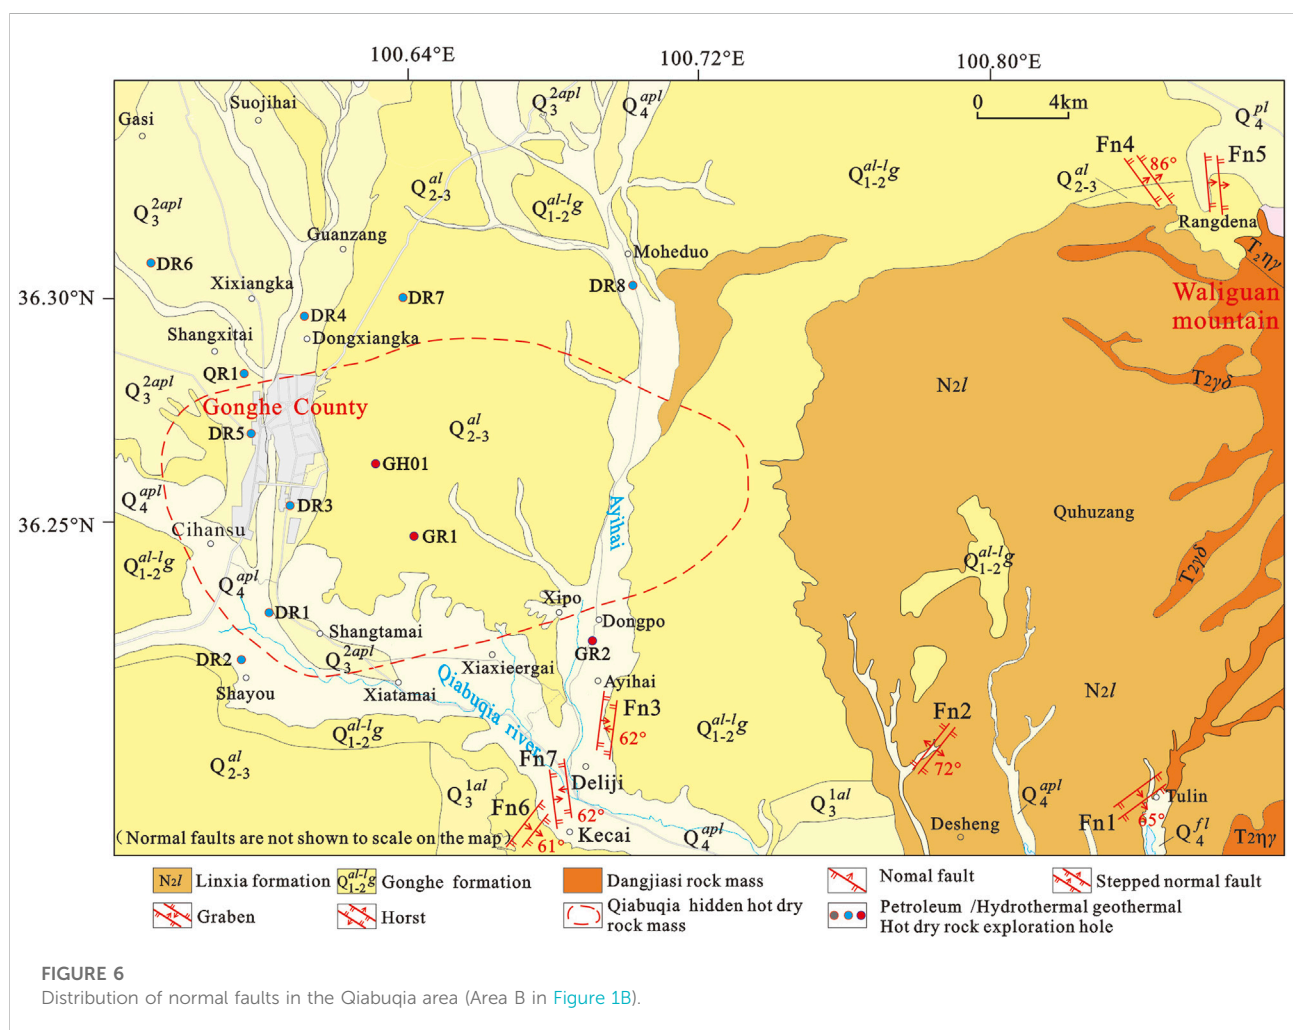 100.64°E
100.72°E
100.80°E
36.30°N
36.25°N
0 4km
Gasi
Suojihai
Q3 2apl
Q4 apl
Q4 pl
Fn4
86°
Fn5
Q2-3 al
Q1-2 al-l g
Q2-3 al
Q3 2apl
Q1-2 al-l g
Rangdena
Guanzang
Moheduo
T2ηγ
DR6
Xixiangka
DR7
DR8
Waliguan
mountain
DR4
Shangxitai
Dongxiangka
QR1
Q3 2apl
N2l
T2γδ
Gonghe County
DR5
Q2-3 al
GH01
Q4 apl
DR3
Ayihai
Quhuzang
Cihansu
GR1
Q1-2 al-l g
Q1-2 al-l g
T2γδ
Q4 apl
DR1
Xipo
Dongpo
Shangtamai
GR2
DR2
Q3 2apl
Xiaxieergai
Shayou
Xiatamai
Ayihai
N2l
Qiabuqia river
Fn3
62°
Q1-2 al-l g
Fn2
72°
Q1-2 al-l g
Q2-3 al
Fn7
Deliji
62°
Q3 1al
Fn6
61°
Kecai
Q4 apl
Q3 1al
Desheng
Q4 apl
Fn1
65°
Tulin
Q4 fl
T2ηγ
(Normal faults are not shown to scale on the map)
N2l Linxia formation
Q1-2 al-l g Gonghe formation
Dangjiasi rock mass
Nomal fault
Stepped normal fault
Graben
Horst
Qiabuqia hidden hot dry
rock mass
Petroleum /Hydrothermal geothermal
Hot dry rock exploration hole
FIGURE 6
Distribution of normal faults in the Qiabuqia area (Area B in Figure 1B).